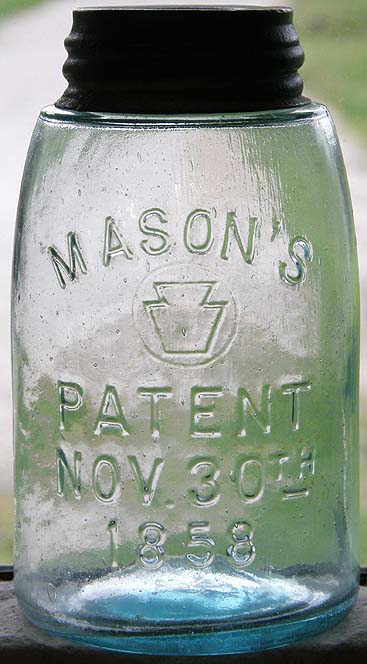 MASON'S
PATENT
NOV. 30TH
1858